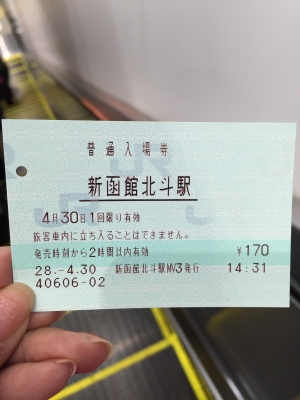 普通入場券
新函館北斗駅
4月30日1回限り有効
旅客車内に立ち入ることはできません。
発売時刻から2時間以内有効 ¥170
28.-4.30 新函館北斗駅MV3発行 14:31
40606-02